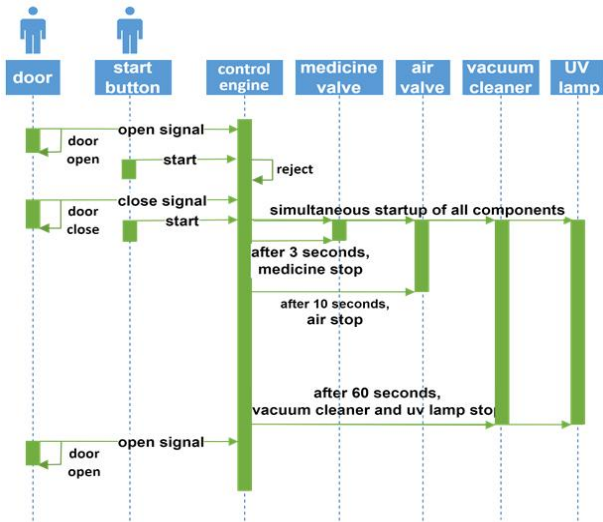 door
start
button
control
engine
medicine
valve
air
valve
vacuum
cleaner
UV
lamp
open signal
door
open
start
reject
close signal
door
close
start
simultaneous startup of all components
after 3 seconds,
medicine stop
after 10 seconds,
air stop
after 60 seconds,
vacuum cleaner and uv lamp stop
open signal
door
open